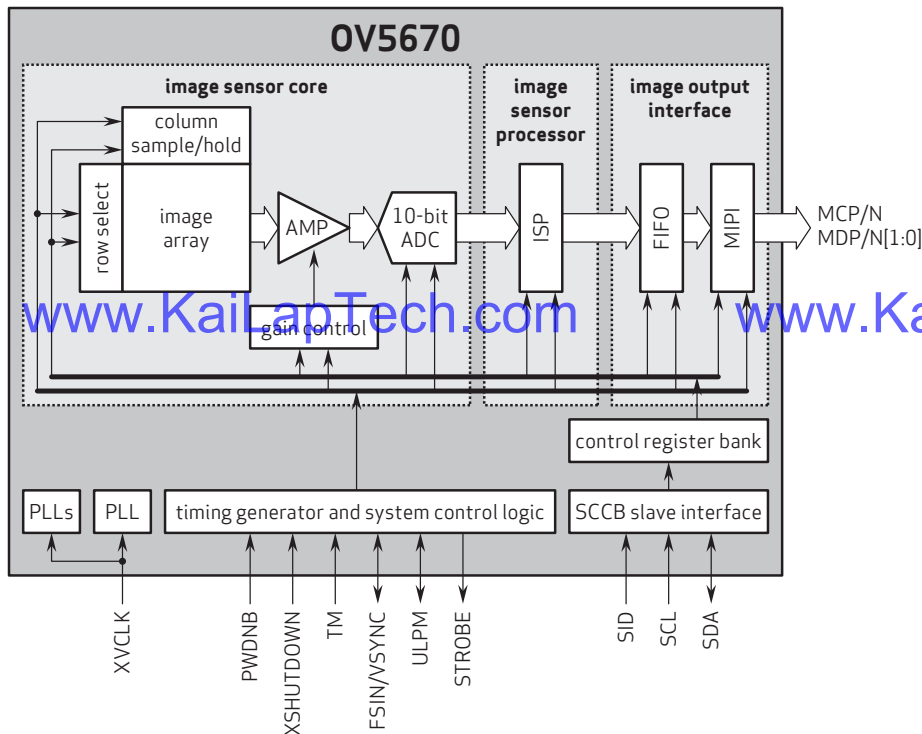 OV5670
image sensor core
image
sensor
processor
image output
interface
column
sample/hold
row select
image
array
AMP
10-bit
ADC
ISP
FIFO
MIPI
MCP/N
MDP/N[1:0]
www.KaiLapTech.com
www.Ka
gain control
control register bank
PLLs
PLL
timing generator and system control logic
SCCB slave interface
XVCLK
PWDNB
XSHUTDOWN
TM
FSIN/VSYNC
ULPM
STROBE
SID
SCL
SDA